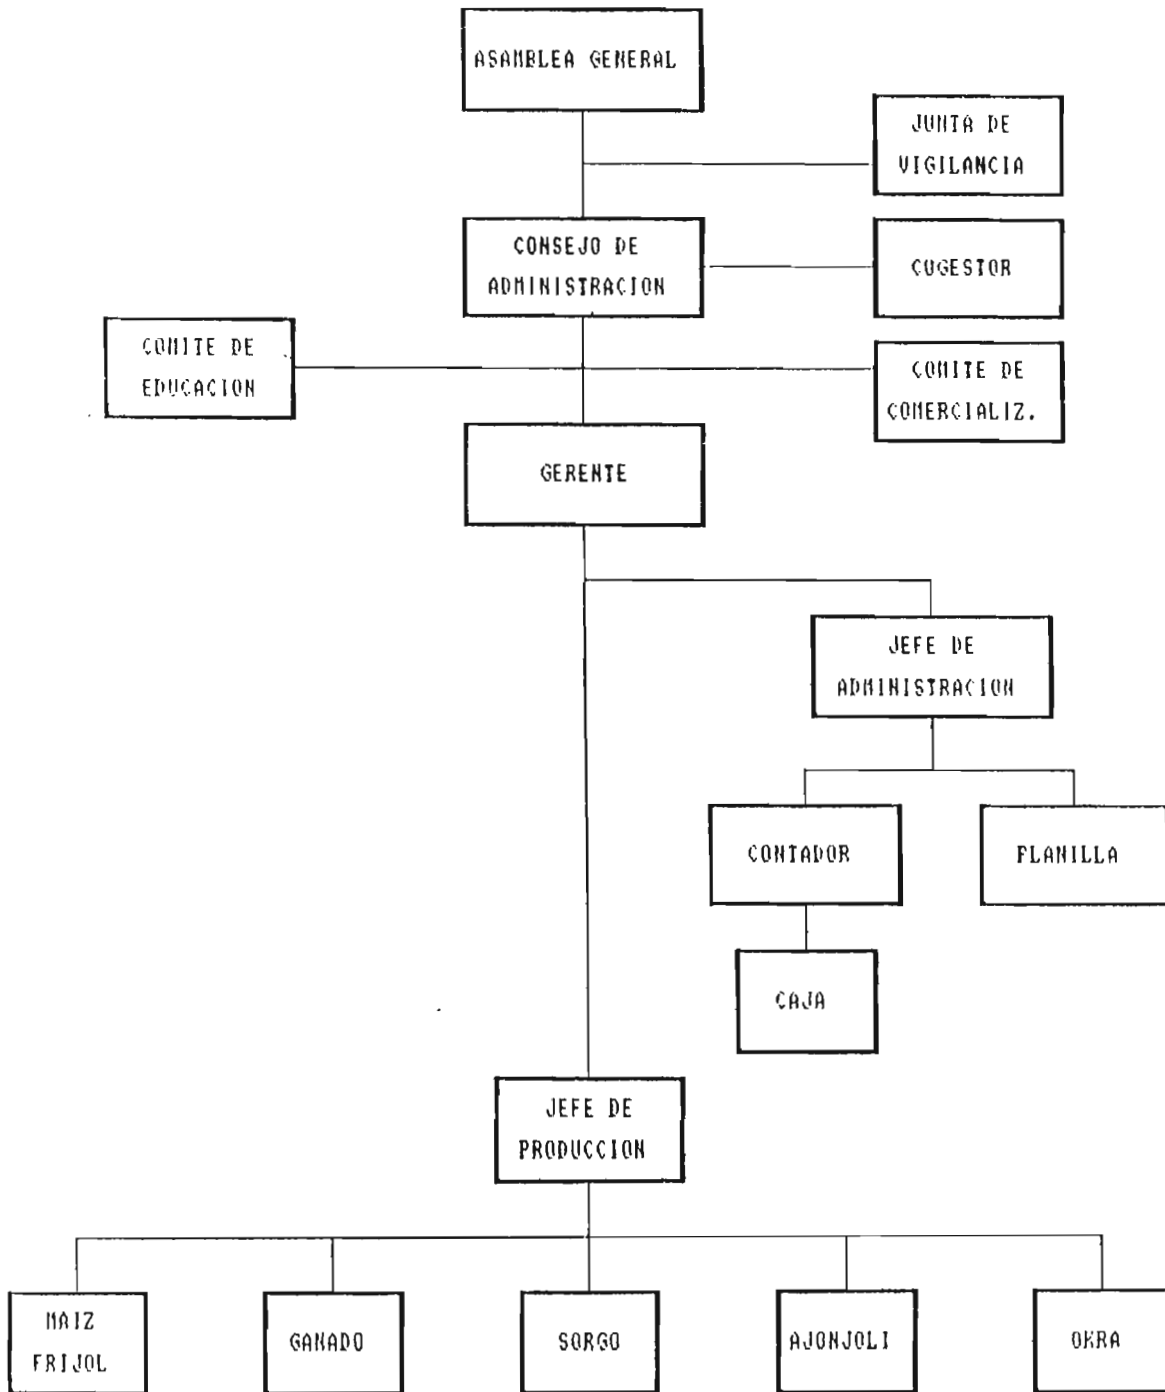 ASAMBLEA GENERAL
JUNTA DE
VIGILANCIA
CONSEJO DE
ADMINISTRACION
COGESTOR
COMITE DE
EDUCACION
COMITE DE
COMERCIALIZ.
GERENTE
JEFE DE
ADMINISTRACION
CONTADOR
PLANILLA
CAJA
JEFE DE
PRODUCCION
MAIZ
FRIJOL
GANADO
SORGO
AJONJOLI
OKRA